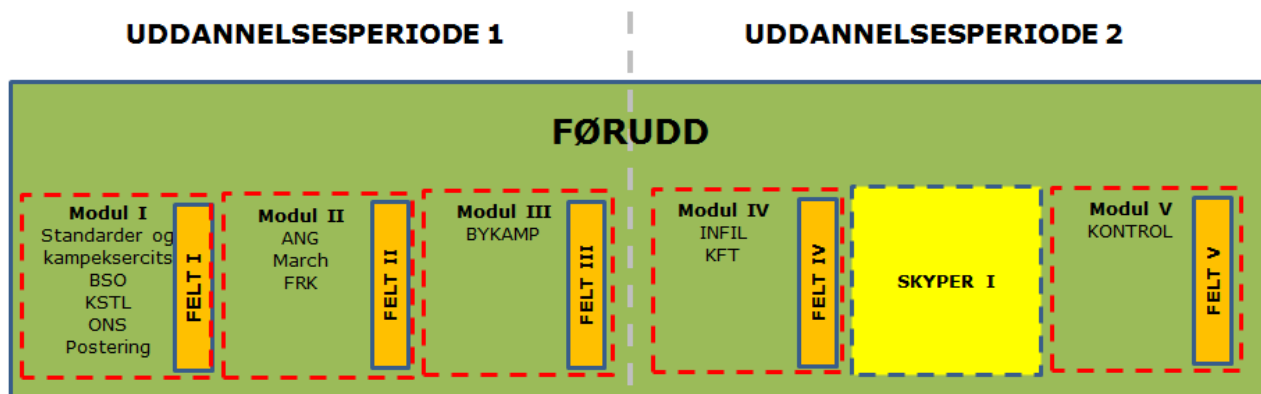 UDDANNELSESPERIODE 1
UDDANNELSESPERIODE 2
FØRUDD
Modul I
Standarder og
kampeksercits
BSO
KSTL
ONS
Postering
FELT I
Modul II
ANG
March
FRK
FELT II
Modul III
BYKAMP
FELT III
Modul IV
INFIL
KFT
FELT IV
SKYPER I
Modul V
KONTROL
FELT V